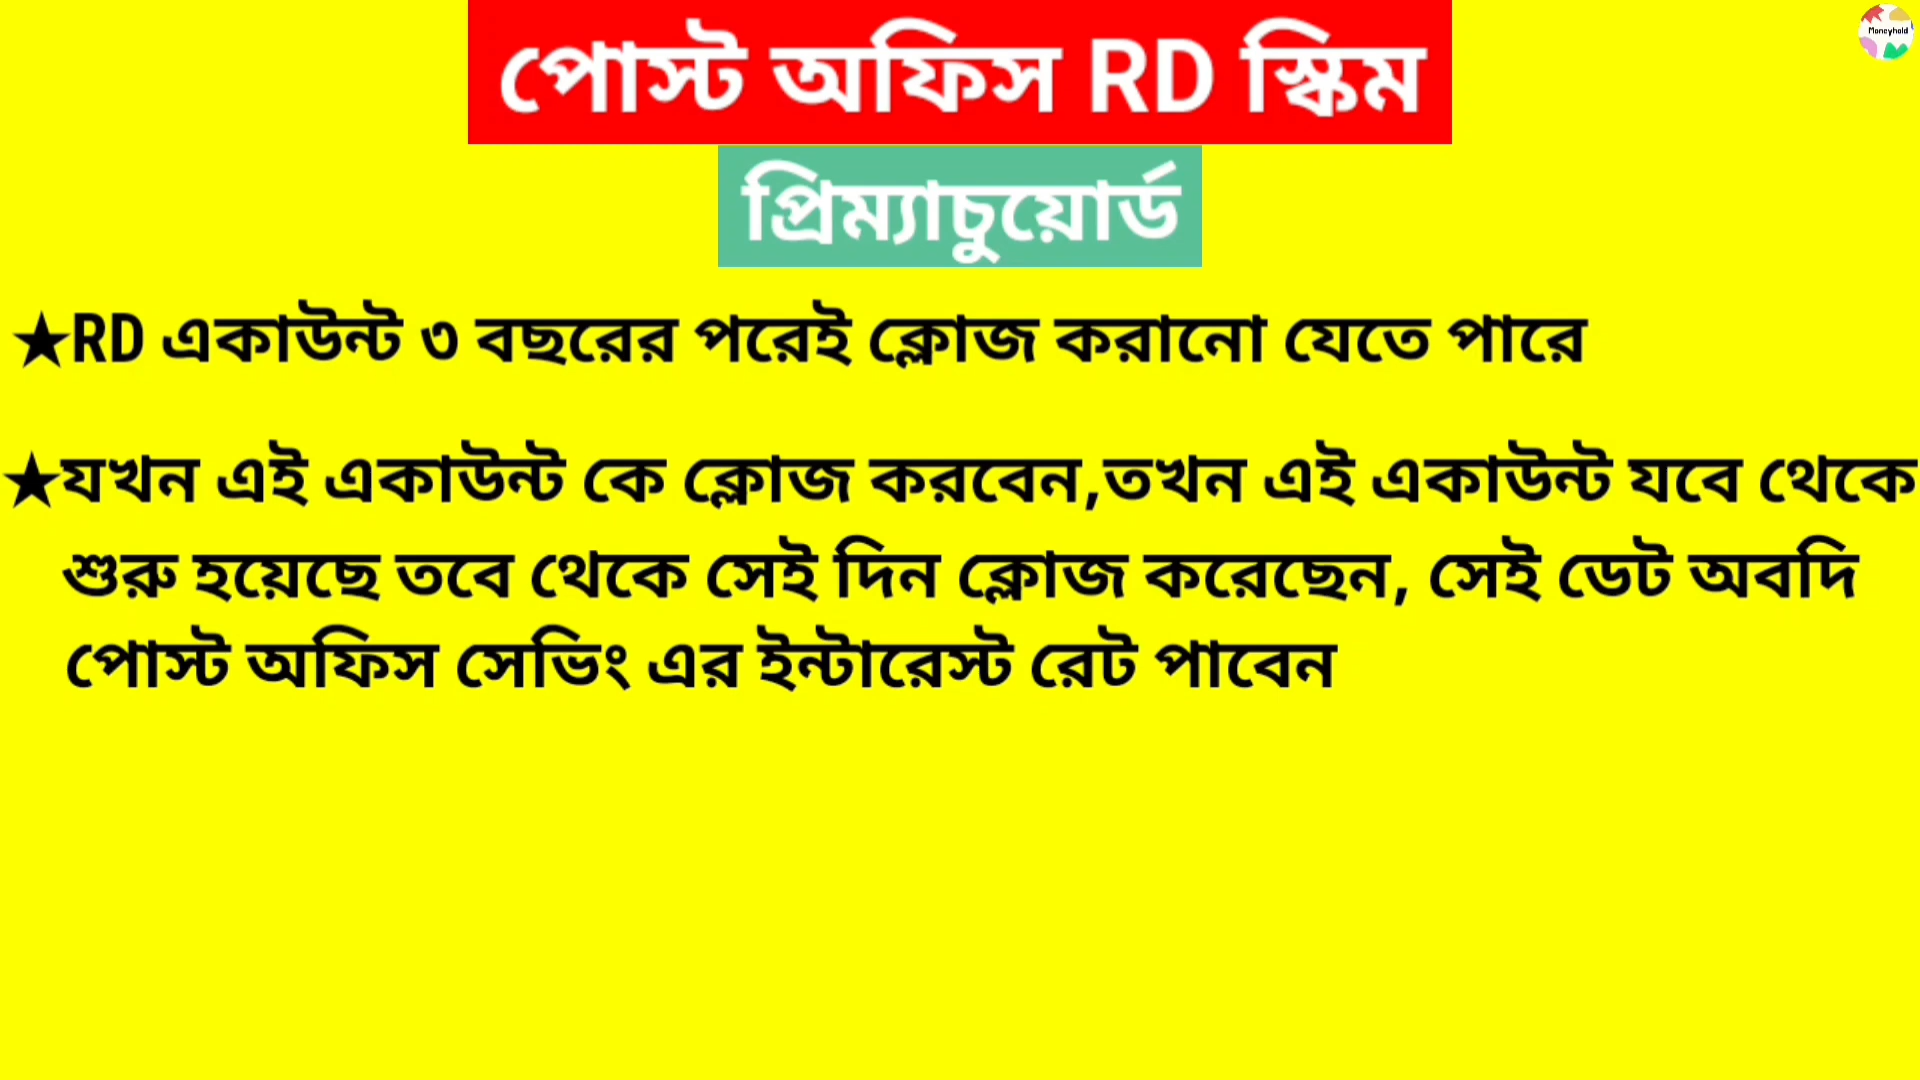 পোস্ট অফিস RD স্কিম
Moneyhold
প্রিম্যাচুয়োর্ড
★RD একাউন্ট ৩ বছরের পরেই ক্লোজ করানো যেতে পারে
★যখন এই একাউন্ট কে ক্লোজ করবেন,তখন এই একাউন্ট যবে থেকে
শুরু হয়েছে তবে থেকে সেই দিন ক্লোজ করেছেন, সেই ডেট অবদি
পোস্ট অফিস সেভিং এর ইন্টারেস্ট রেট পাবেন